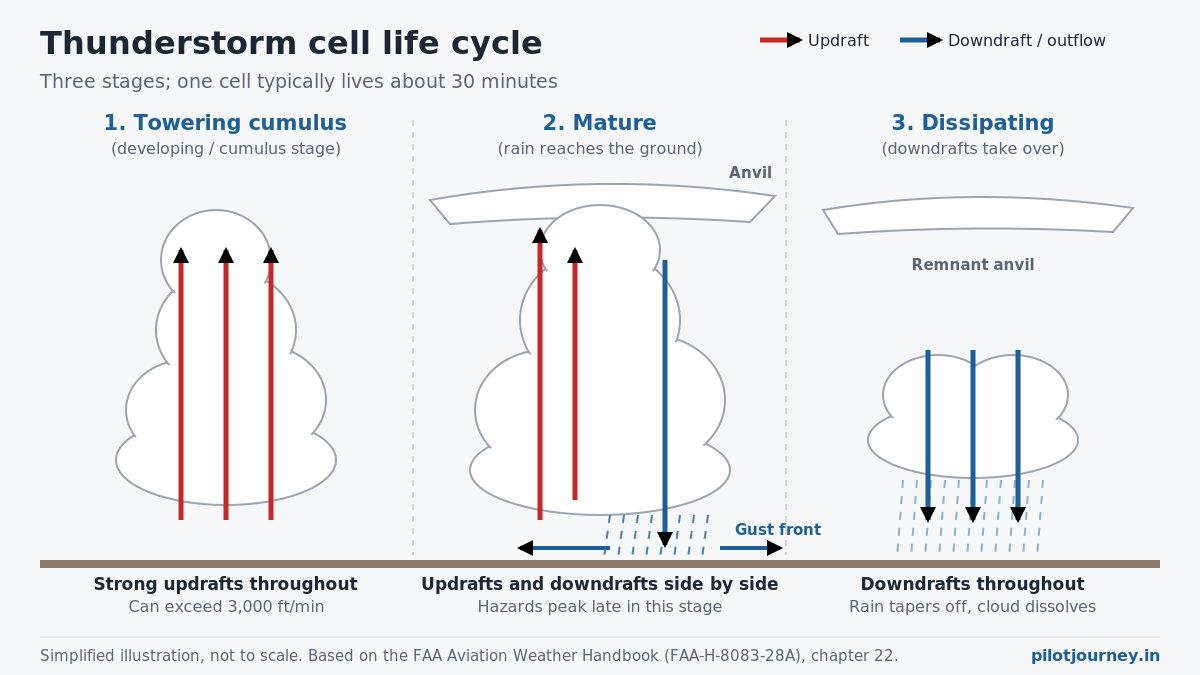 Thunderstorm cell life cycle
Three stages; one cell typically lives about 30 minutes
Updraft
Downdraft / outflow
1. Towering cumulus
(developing / cumulus stage)
2. Mature
(rain reaches the ground)
3. Dissipating
(downdrafts take over)
Anvil
Remnant anvil
Gust front
Strong updrafts throughout
Can exceed 3,000 ft/min
Updrafts and downdrafts side by side
Hazards peak late in this stage
Downdrafts throughout
Rain tapers off, cloud dissolves
Simplified illustration, not to scale. Based on the FAA Aviation Weather Handbook (FAA-H-8083-28A), chapter 22.
pilotjourney.in